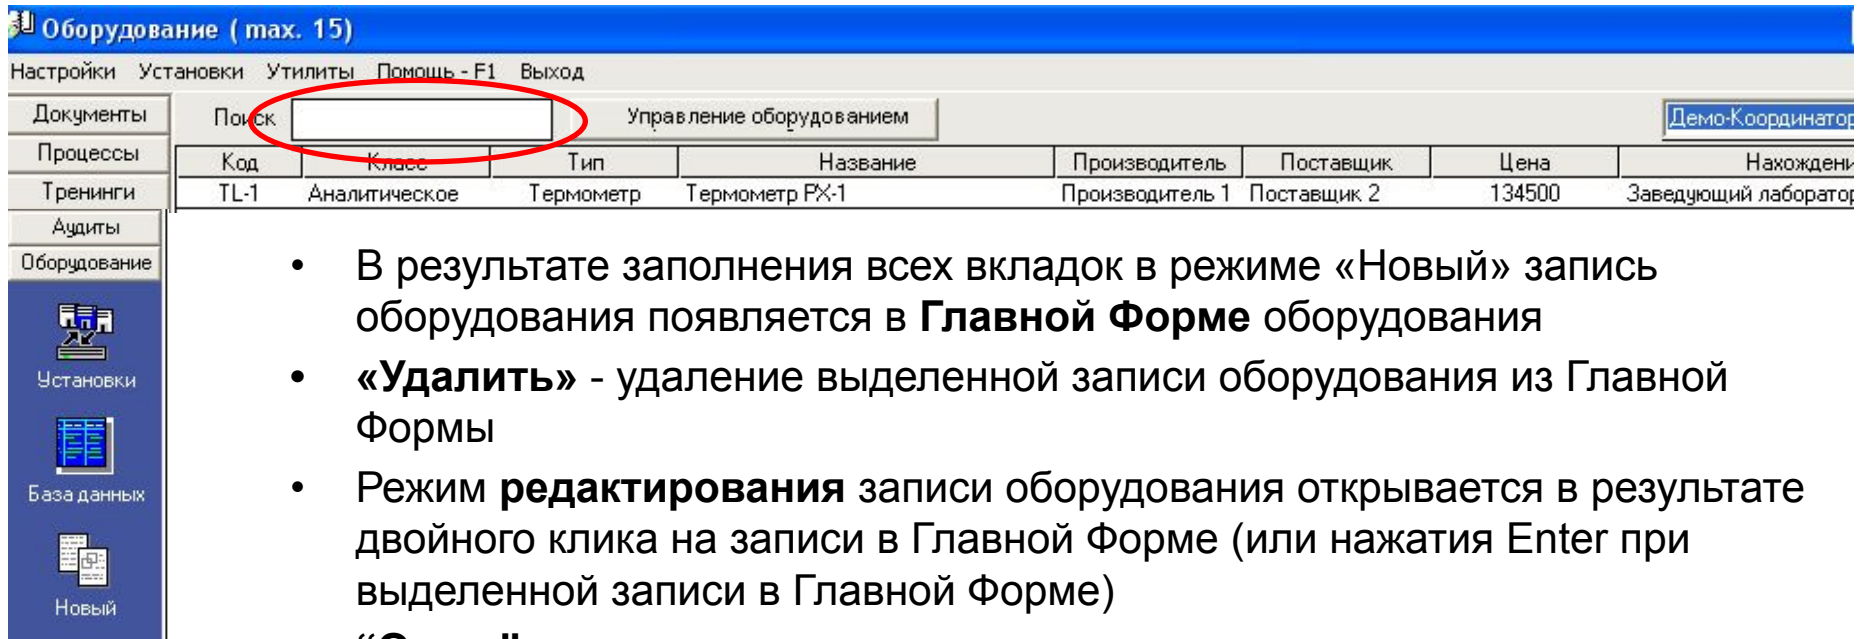 Оборудование ( max. 15)
Настройки Установки Утилиты Помощь - F1 Выход
Документы Поиск Управление оборудованием Демо-Координатор
Процессы Код Класс Тип Название Производитель Поставщик Цена Нахождени
Тренинги TL-1 Аналитическое Термометр Термометр PX-1 Производитель 1 Поставщик 2 134500 Заведующий лаборатор
Аудиты
Оборудование
• В результате заполнения всех вкладок в режиме «Новый» запись
оборудования появляется в Главной Форме оборудования
Установки
• «Удалить» - удаление выделенной записи оборудования из Главной
Формы
База данных
• Режим редактирования записи оборудования открывается в результате
двойного клика на записи в Главной Форме (или нажатия Enter при
выделенной записи в Главной Форме)
Новый